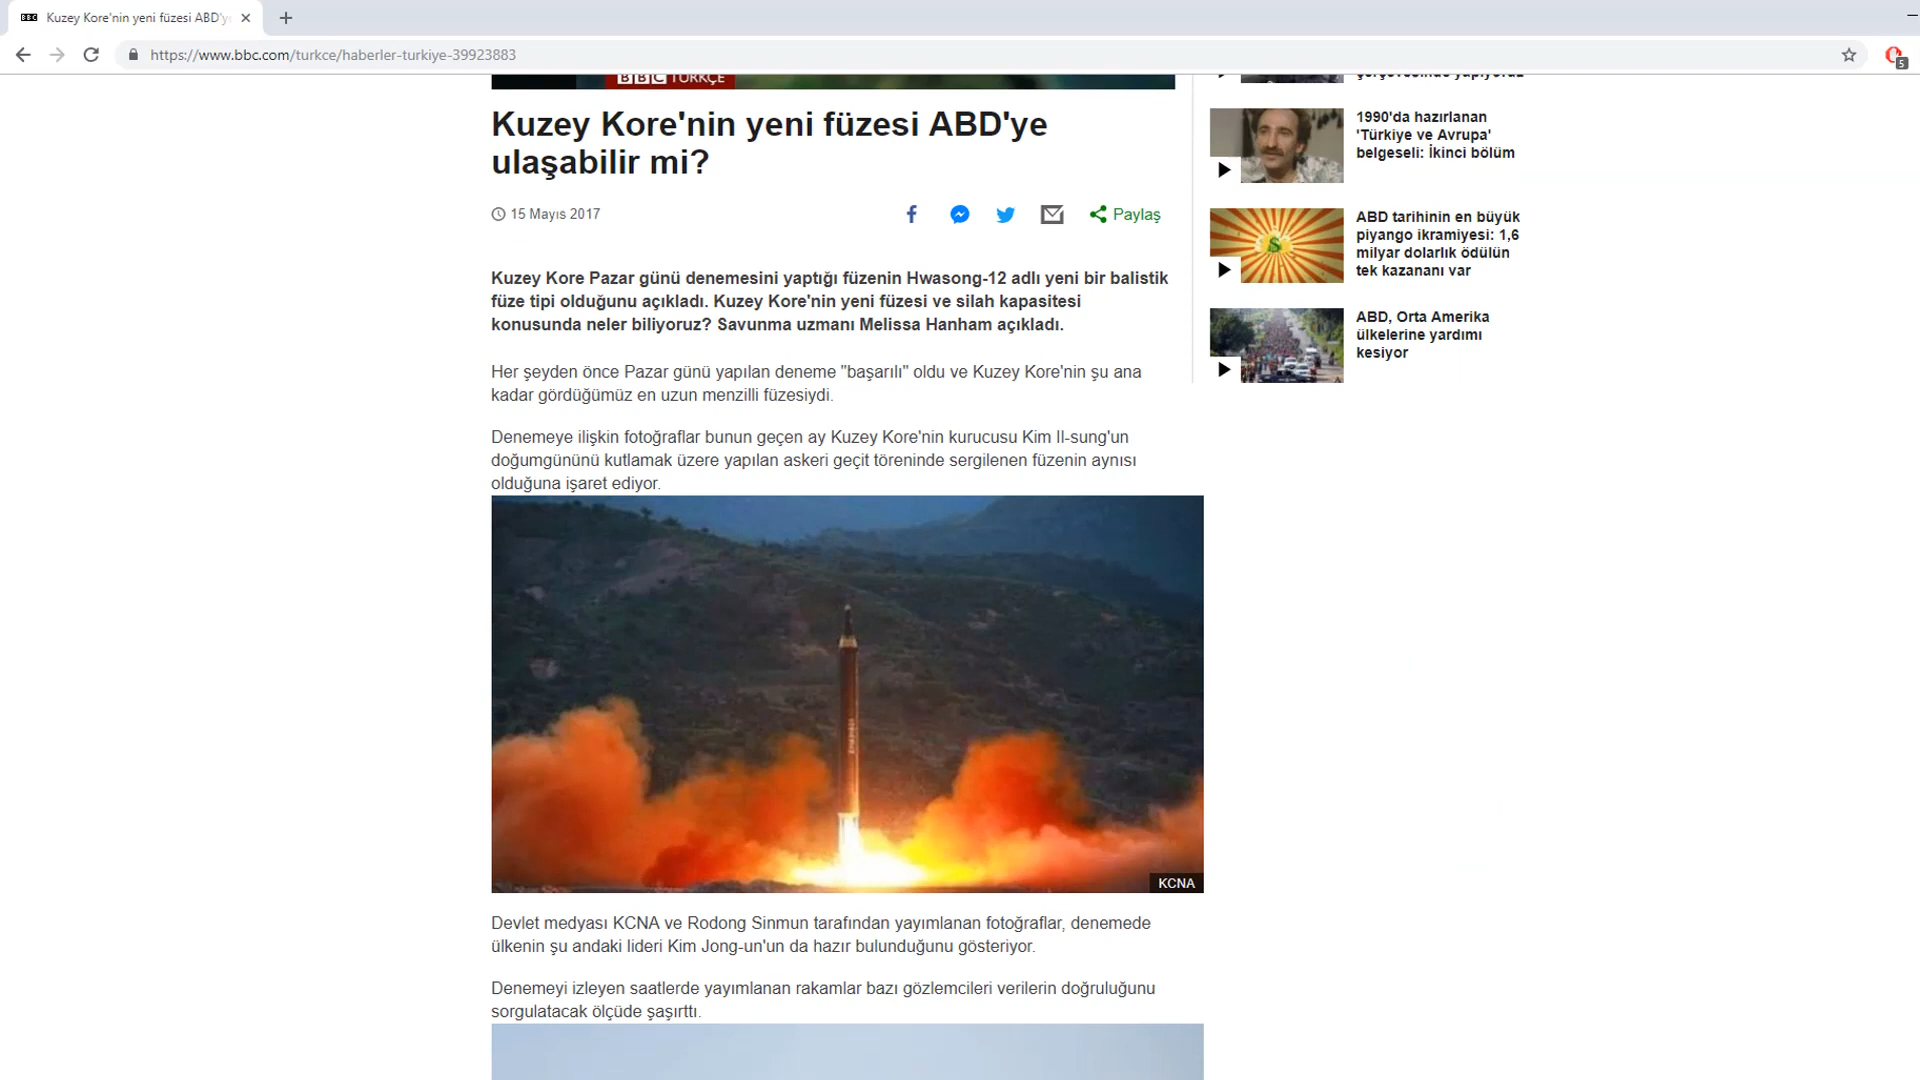 Kuzey Kore'nin yeni füzesi ABD'y
https://www.bbc.com/turkce/haberler-turkiye-39923883
5
BBC TÜRKÇE
Kuzey Kore'nin yeni füzesi ABD'ye
ulaşabilir mi?
15 Mayıs 2017
Paylaş
Kuzey Kore Pazar günü denemesini yaptığı füzenin Hwasong-12 adlı yeni bir balistik
füze tipi olduğunu açıkladı. Kuzey Kore'nin yeni füzesi ve silah kapasitesi
konusunda neler biliyoruz? Savunma uzmanı Melissa Hanham açıkladı.
Her şeyden önce Pazar günü yapılan deneme "başarılı" oldu ve Kuzey Kore'nin şu ana
kadar gördüğümüz en uzun menzilli füzesiydi.
Denemeye ilişkin fotoğraflar bunun geçen ay Kuzey Kore'nin kurucusu Kim Il-sung'un
doğumgününü kutlamak üzere yapılan askeri geçit töreninde sergilenen füzenin aynısı
olduğuna işaret ediyor.
KCNA
Devlet medyası KCNA ve Rodong Sinmun tarafından yayımlanan fotoğraflar, denemede
ülkenin şu andaki lideri Kim Jong-un'un da hazır bulunduğunu gösteriyor.
Denemeyi izleyen saatlerde yayımlanan rakamlar bazı gözlemcileri verilerin doğruluğunu
sorgulatacak ölçüde şaşırttı.
çerçevesinde yapıyoruz
1990'da hazırlanan
'Türkiye ve Avrupa'
belgeseli: İkinci bölüm
ABD tarihinin en büyük
piyango ikramiyesi: 1,6
milyar dolarlık ödülün
tek kazananı var
ABD, Orta Amerika
ülkelerine yardımı
kesiyor